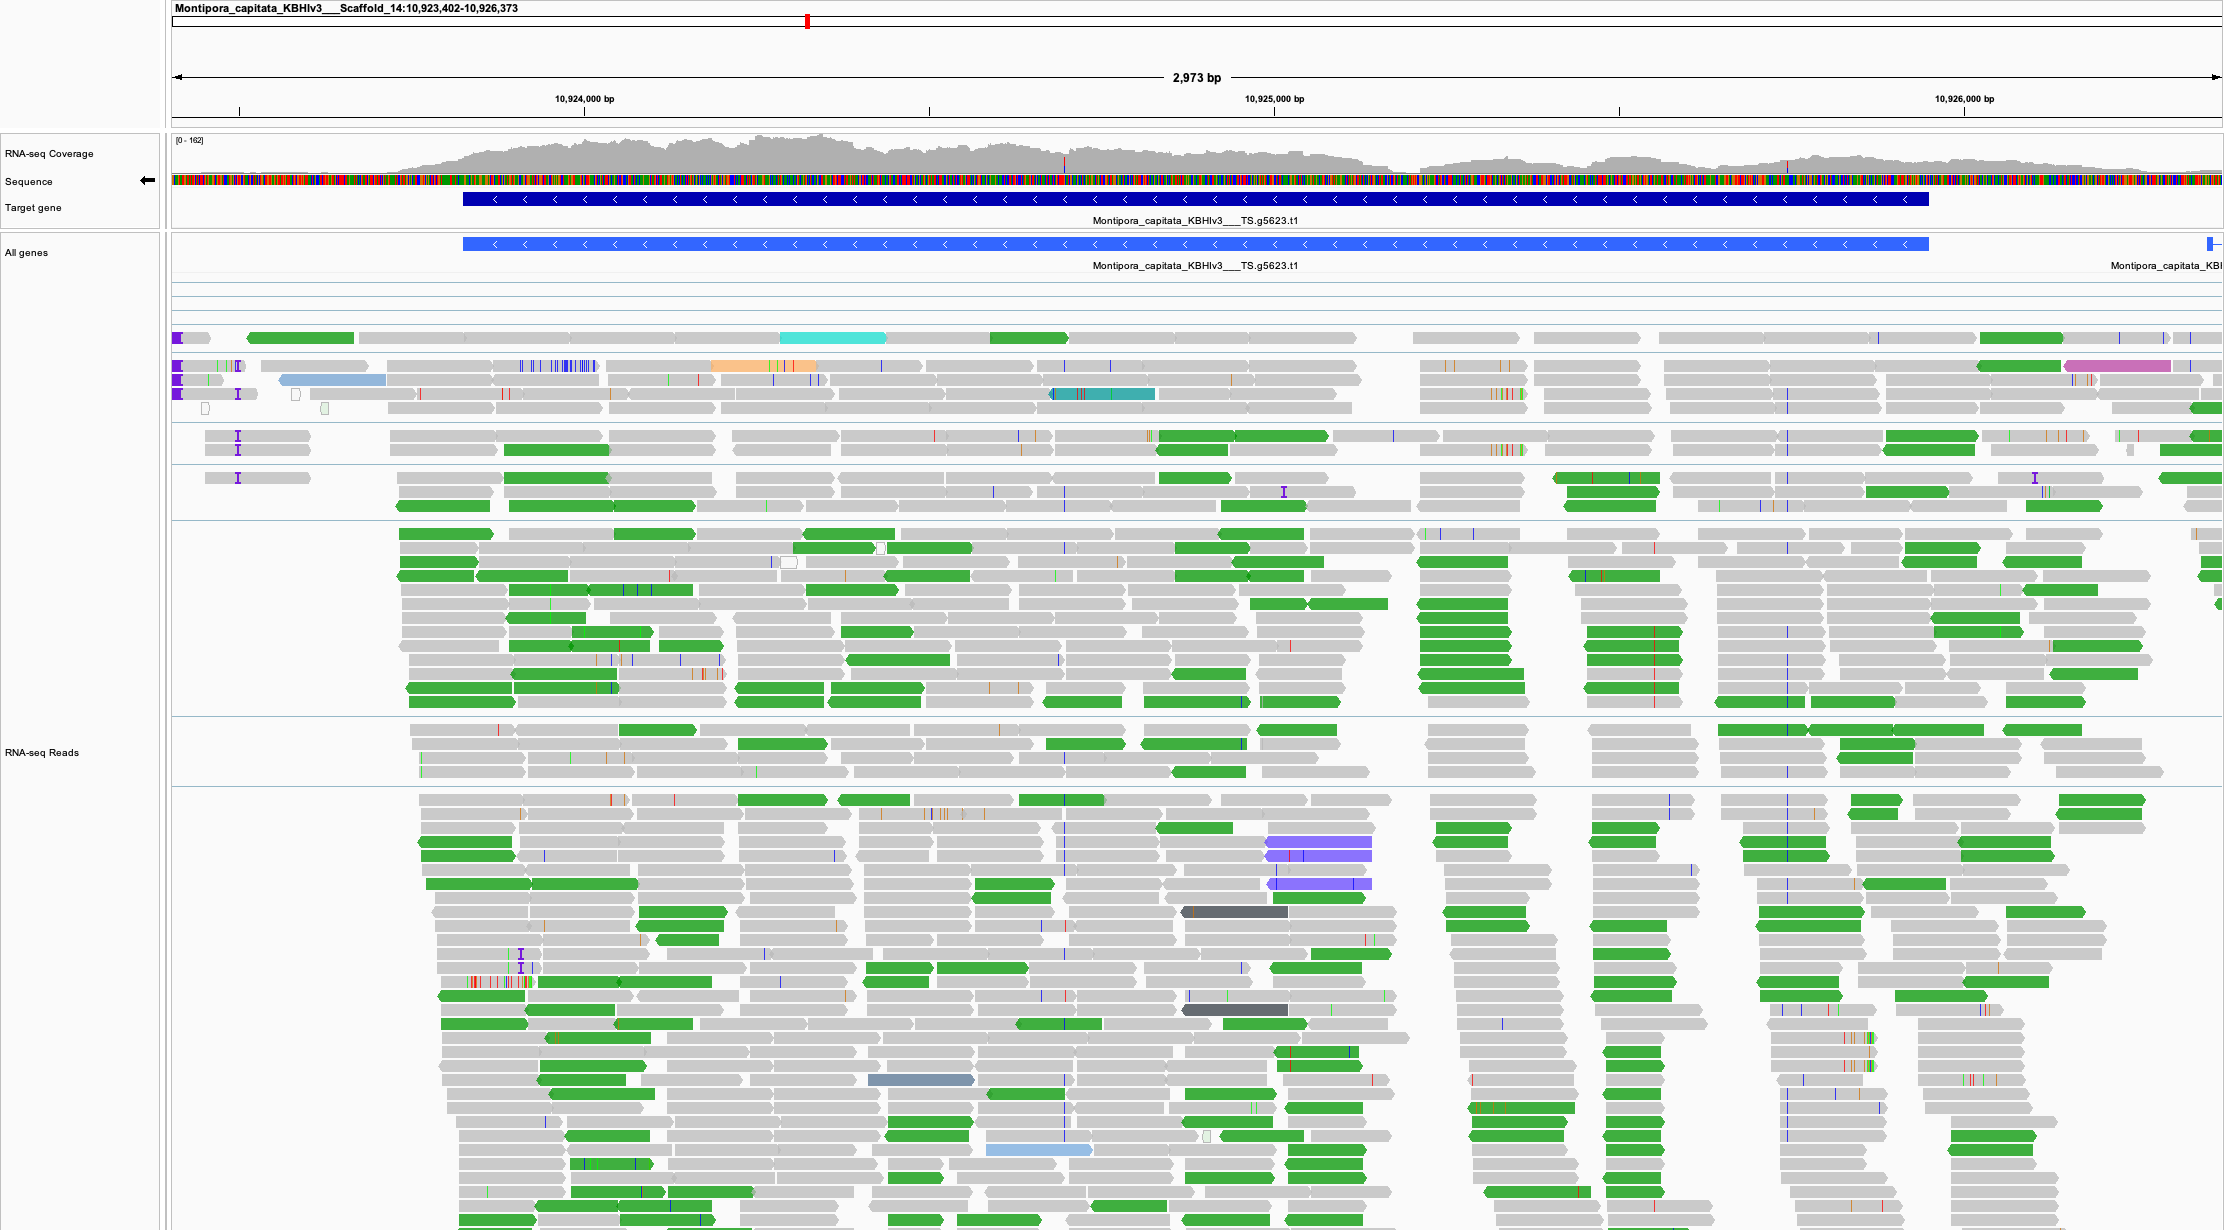 Montipora_capitata_KBHIv3___Scaffold_14:10,923,402-10,926,373
2,973 bp
10,924,000 bp
10,925,000 bp
10,926,000 bp
RNA-seq Coverage
[0 - 162]
Sequence
Target gene
Montipora_capitata_KBHIv3___TS.g5623.t1
All genes
Montipora_capitata_KBHIv3___TS.g5623.t1
Montipora_capitata_KBI
RNA-seq Reads